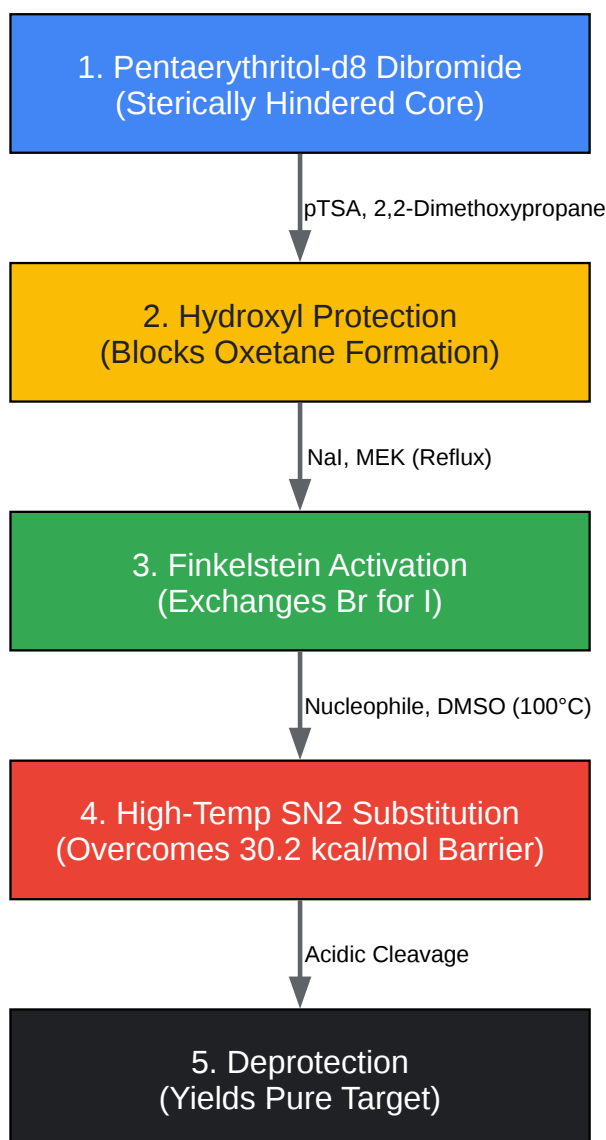 1. Pentaerythritol-d8 Dibromide
(Sterically Hindered Core)
pTSA, 2,2-Dimethoxypropane
2. Hydroxyl Protection
(Blocks Oxetane Formation)
NaI, MEK (Reflux)
3. Finkelstein Activation
(Exchanges Br for I)
Nucleophile, DMSO (100°C)
4. High-Temp SN2 Substitution
(Overcomes 30.2 kcal/mol Barrier)
Acidic Cleavage
5. Deprotection
(Yields Pure Target)